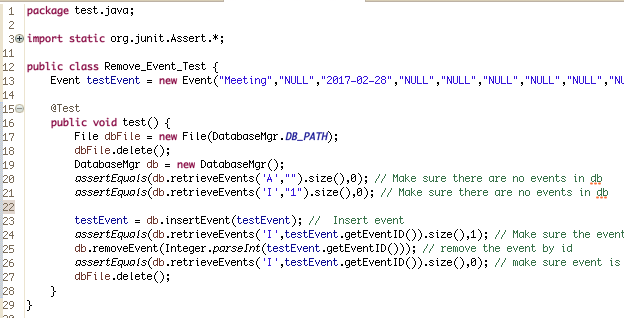 1 package test.java;
2
3 import static org.junit.Assert.*;
11
12 public class Remove_Event_Test {
13 Event testEvent = new Event("Meeting","NULL","2017-02-28","NULL","NULL","NULL","NULL","NULL","NU
14
15 @Test
16 public void test() {
17 File dbFile = new File(DatabaseMgr.DB_PATH);
18 dbFile.delete();
19 DatabaseMgr db = new DatabaseMgr();
20 assertEquals(db.retrieveEvents('A',"").size(),0); // Make sure there are no events in db
21 assertEquals(db.retrieveEvents('I',"1").size(),0); // Make sure there are no events in db
22
23 testEvent = db.insertEvent(testEvent); //  Insert event
24 assertEquals(db.retrieveEvents('I',testEvent.getEventID()).size(),1); // Make sure the event
25 db.removeEvent(Integer.parseInt(testEvent.getEventID())); // remove the event by id
26 assertEquals(db.retrieveEvents('I',testEvent.getEventID()).size(),0); // make sure event is
27 dbFile.delete();
28 }
29 }